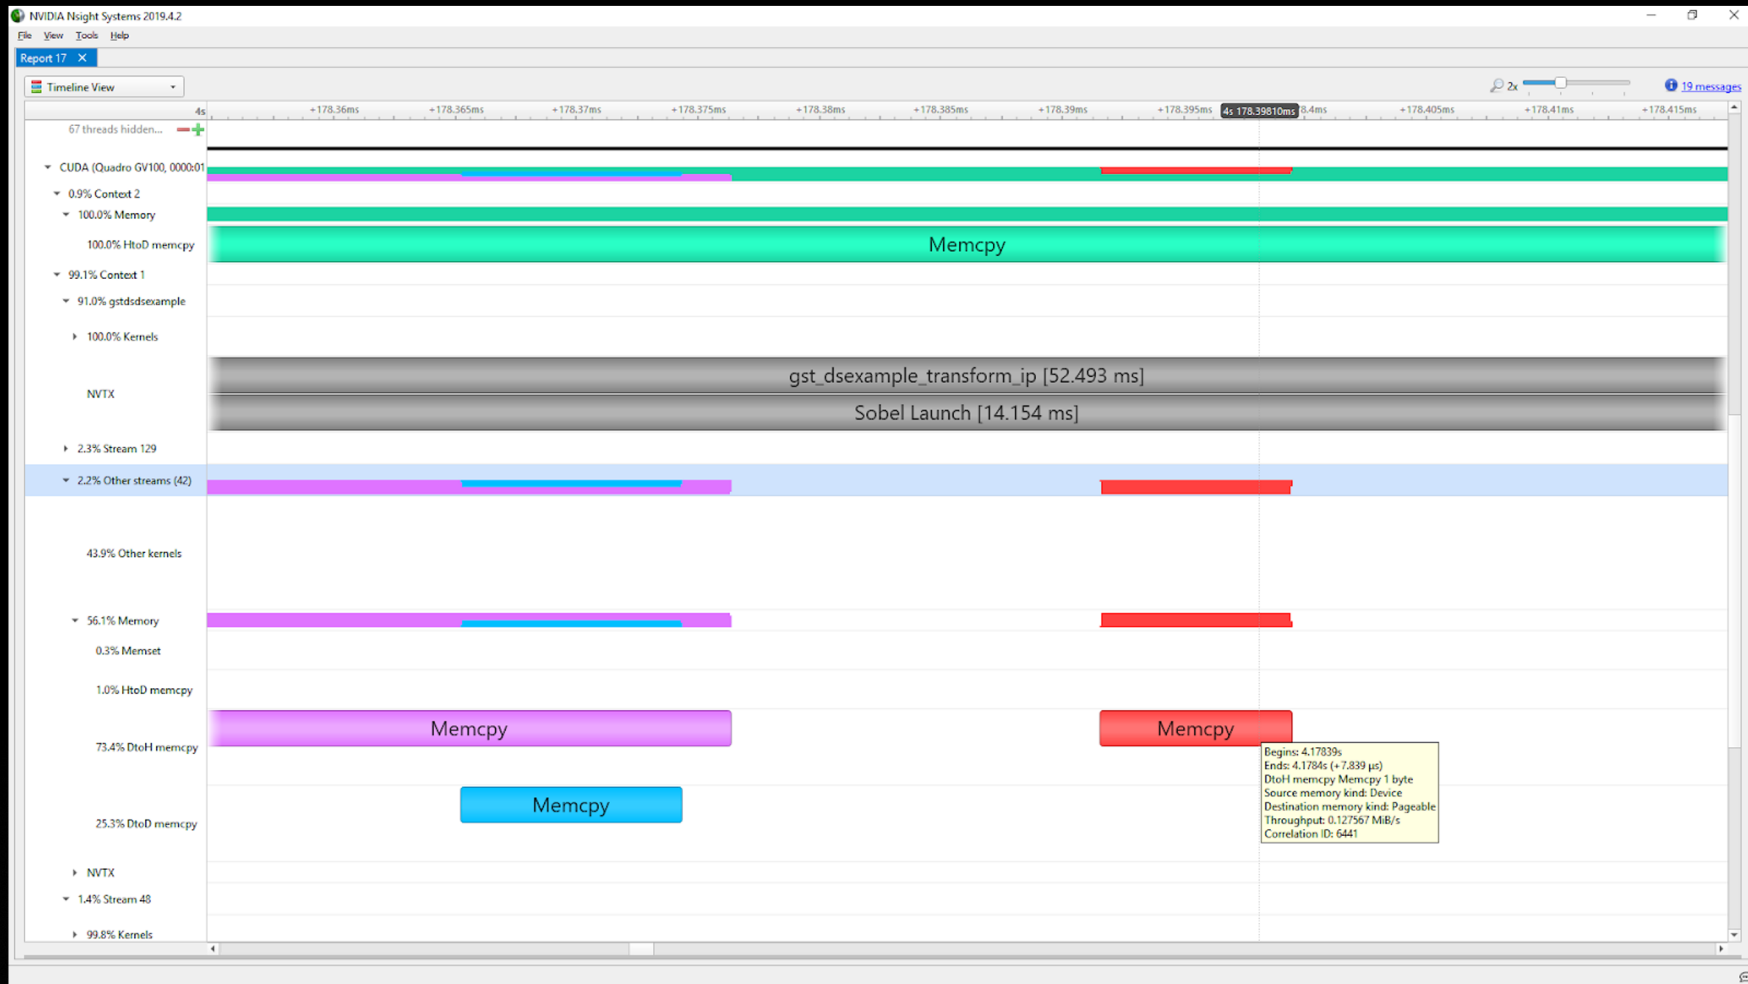 NVIDIA Nsight Systems 2019.4.2
File View Tools Help
Report 17
Timeline View
2x
19 messages
4s
+178.36ms +178.365ms +178.37ms +178.375ms +178.38ms +178.385ms +178.39ms +178.395ms 4s 178.39810ms 8.4ms +178.405ms +178.41ms +178.415ms
67 threads hidden...
CUDA (Quadro GV100, 0000:01
0.9% Context 2
100.0% Memory
100.0% HtoD memcpy
Memcpy
99.1% Context 1
91.0% gstdsdsexample
100.0% Kernels
gst_dsexample_transform_ip [52.493 ms]
NVTX
Sobel Launch [14.154 ms]
2.3% Stream 129
2.2% Other streams (42)
43.9% Other kernels
56.1% Memory
0.3% Memset
1.0% HtoD memcpy
Memcpy Memcpy
73.4% DtoH memcpy
Begins: 4.17839s
Ends: 4.1784s (+7.839 µs)
DtoH memcpy Memcpy 1 byte
Source memory kind: Device
Destination memory kind: Pageable
Throughput: 0.127567 MiB/s
Correlation ID: 6441
Memcpy
25.3% DtoD memcpy
NVTX
1.4% Stream 48
99.8% Kernels